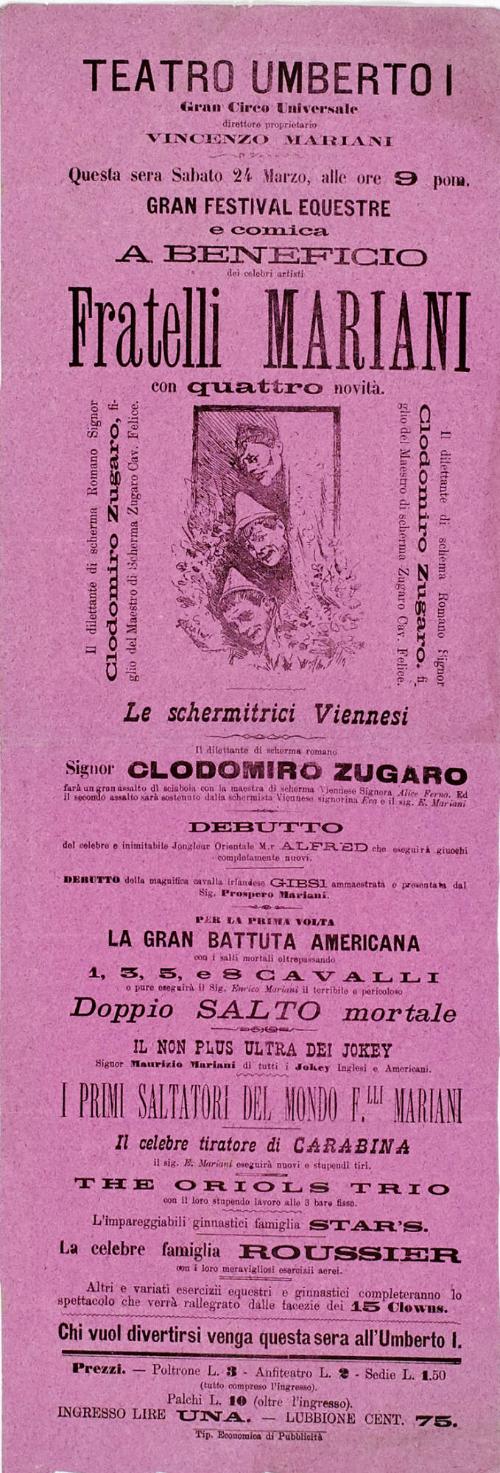 TEATRO UMBERTO I
Gran Circo Universale
direttore proprietario
VINCENZO MARIANI
Questa sera Sabato 24 Marzo, alle ore 9 pom.
GRAN FESTIVAL EQUESTRE
e comica
A BENEFICIO
dei celebri artisti
Fratelli MARIANI
con quattro novità.
Il dilettante di scherma Romano Signor
Clodomiro Zugaro, fi-
glio del Maestro di Scherma Zugaro Cav. Felice.
Il dilettante di schema Romano Signor
Clodomiro Zugaro. fi.
glio del Maestro di scherma Zugaro Cav. Felice.
Le schermitrici Viennesi
Il dilettante di scherma romano
Signor CLODOMIRO ZUGARO
farà un gran assalto di sciabola con la maestra di scherma Viennese Signora Alice Ferna. Ed
il secondo assalto sarà sostenuto dalla schermista Viennese signorina Eva e il sig. E. Mariani
DEBUTTO
del celebre e inimitabile Jongleur Orientale M.r ALFRED che eseguirà giuochi
completamente nuovi.
DEBUTTO della magnifica cavalla irlandese GIBSI ammaestrata e presentata dal
Sig. Prospero Mariani.
PER LA PRIMA VOLTA
LA GRAN BATTUTA AMERICANA
con i salti mortali oltrepassando
1, 3, 5, e 8 CAVALLI
o pure eseguirà il Sig. Enrico Mariani il terribile e pericoloso
Doppio SALTO mortale
IL NON PLUS ULTRA DEI JOKEY
Signor Maurizio Mariani di tutti i Jokey Inglesi e Americani.
I PRIMI SALTATORI DEL MONDO F.LLI MARIANI
Il celebre tiratore di CARABINA
il sig. E. Mariani eseguirà nuovi e stupendi tiri.
THE ORIOLS TRIO
con il loro stupendo lavoro alle 3 bare fisse.
L'impareggiabili ginnastici famiglia STAR'S.
La celebre famiglia ROUSSIER
con i loro meravigliosi esercizii aerei.
Altri e variati esercizii equestri e ginnastici completeranno lo
spettacolo che verrà rallegrato dalle facezie dei 15 Clowns.
Chi vuol divertirsi venga questa sera all'Umberto I.
Prezzi. — Poltrone L. 3 - Anfiteatro L. 2 - Sedie L. 1.50
(tutto compreso l'ingresso).
Palchi L. 10 (oltre l'ingresso).
INGRESSO LIRE UNA. — LUBBIONE CENT. 75.
Tip. Economica di Pubblicità